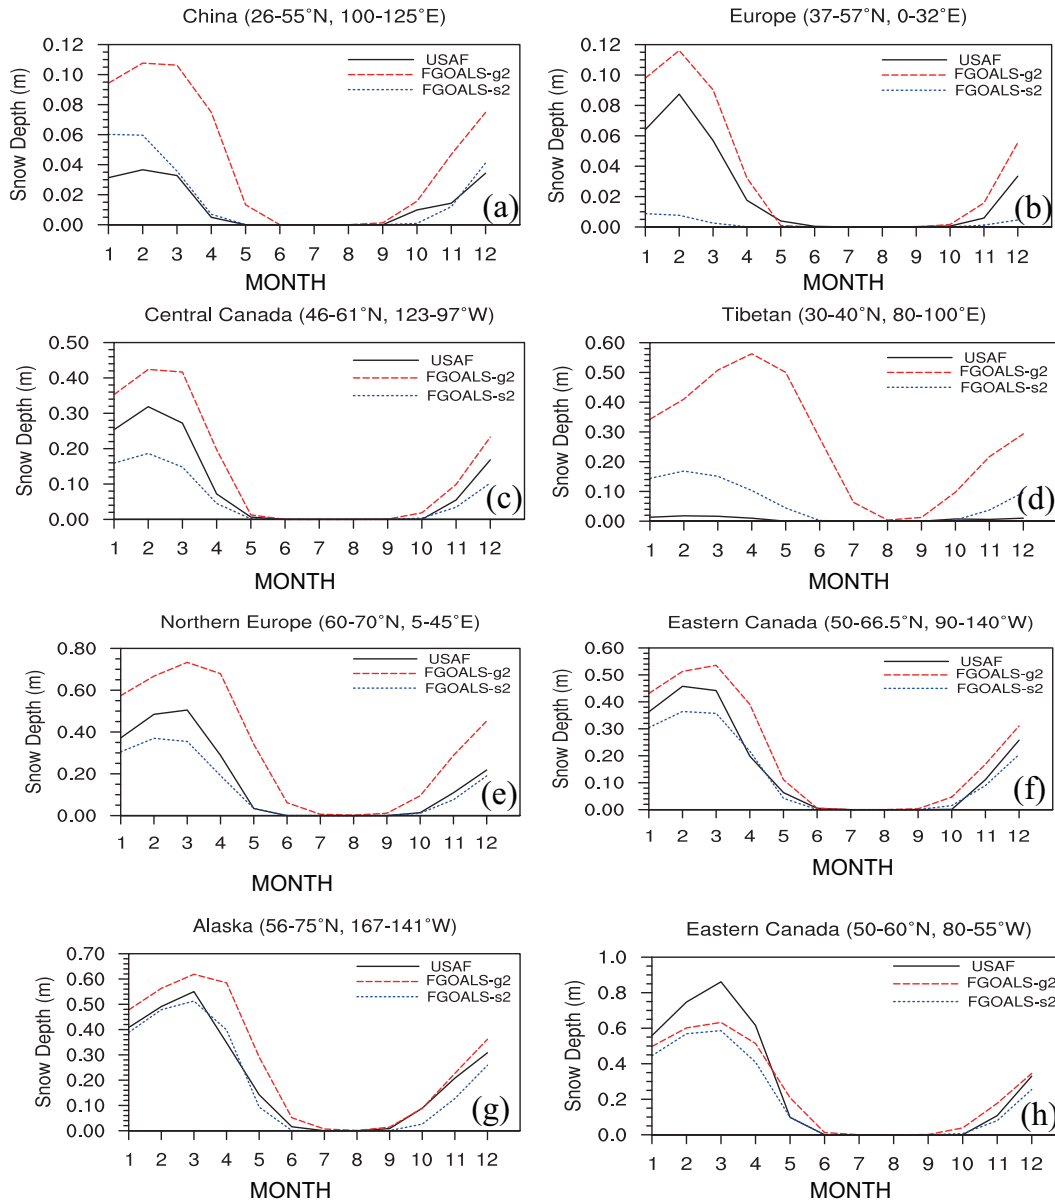 China (26-55°N, 100-125°E)
Snow Depth (m)
0.12
0.10
0.08
0.06
0.04
0.02
0.00
USAF
FGOALS-g2
FGOALS-s2
(a)
1 2 3 4 5 6 7 8 9 10 11 12
MONTH
Europe (37-57°N, 0-32°E)
Snow Depth (m)
0.12
0.10
0.08
0.06
0.04
0.02
0.00
USAF
FGOALS-g2
FGOALS-s2
(b)
1 2 3 4 5 6 7 8 9 10 11 12
MONTH
Central Canada (46-61°N, 123-97°W)
Snow Depth (m)
0.50
0.40
0.30
0.20
0.10
0.00
USAF
FGOALS-g2
FGOALS-s2
(c)
1 2 3 4 5 6 7 8 9 10 11 12
MONTH
Tibetan (30-40°N, 80-100°E)
Snow Depth (m)
0.60
0.50
0.40
0.30
0.20
0.10
0.00
USAF
FGOALS-g2
FGOALS-s2
(d)
1 2 3 4 5 6 7 8 9 10 11 12
MONTH
Northern Europe (60-70°N, 5-45°E)
Snow Depth (m)
0.80
0.60
0.40
0.20
0.00
USAF
FGOALS-g2
FGOALS-s2
(e)
1 2 3 4 5 6 7 8 9 10 11 12
MONTH
Eastern Canada (50-66.5°N, 90-140°W)
Snow Depth (m)
0.60
0.50
0.40
0.30
0.20
0.10
0.00
USAF
FGOALS-g2
FGOALS-s2
(f)
1 2 3 4 5 6 7 8 9 10 11 12
MONTH
Alaska (56-75°N, 167-141°W)
Snow Depth (m)
0.70
0.60
0.50
0.40
0.30
0.20
0.10
0.00
USAF
FGOALS-g2
FGOALS-s2
(g)
1 2 3 4 5 6 7 8 9 10 11 12
MONTH
Eastern Canada (50-60°N, 80-55°W)
Snow Depth (m)
1.0
0.8
0.6
0.4
0.2
0.0
USAF
FGOALS-g2
FGOALS-s2
(h)
1 2 3 4 5 6 7 8 9 10 11 12
MONTH